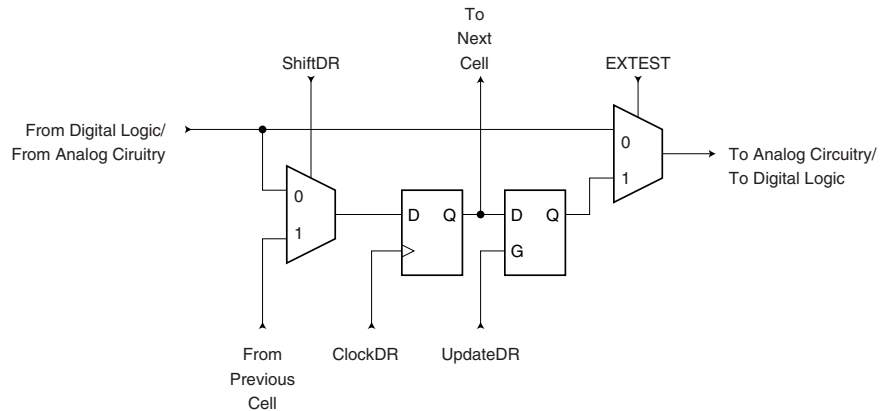 To
Next
Cell
ShiftDR
EXTEST
From Digital Logic/
From Analog Ciruitry
0
1
D Q
G
D Q
0
1
To Analog Circuitry/
To Digital Logic
From
Previous
Cell
ClockDR
UpdateDR